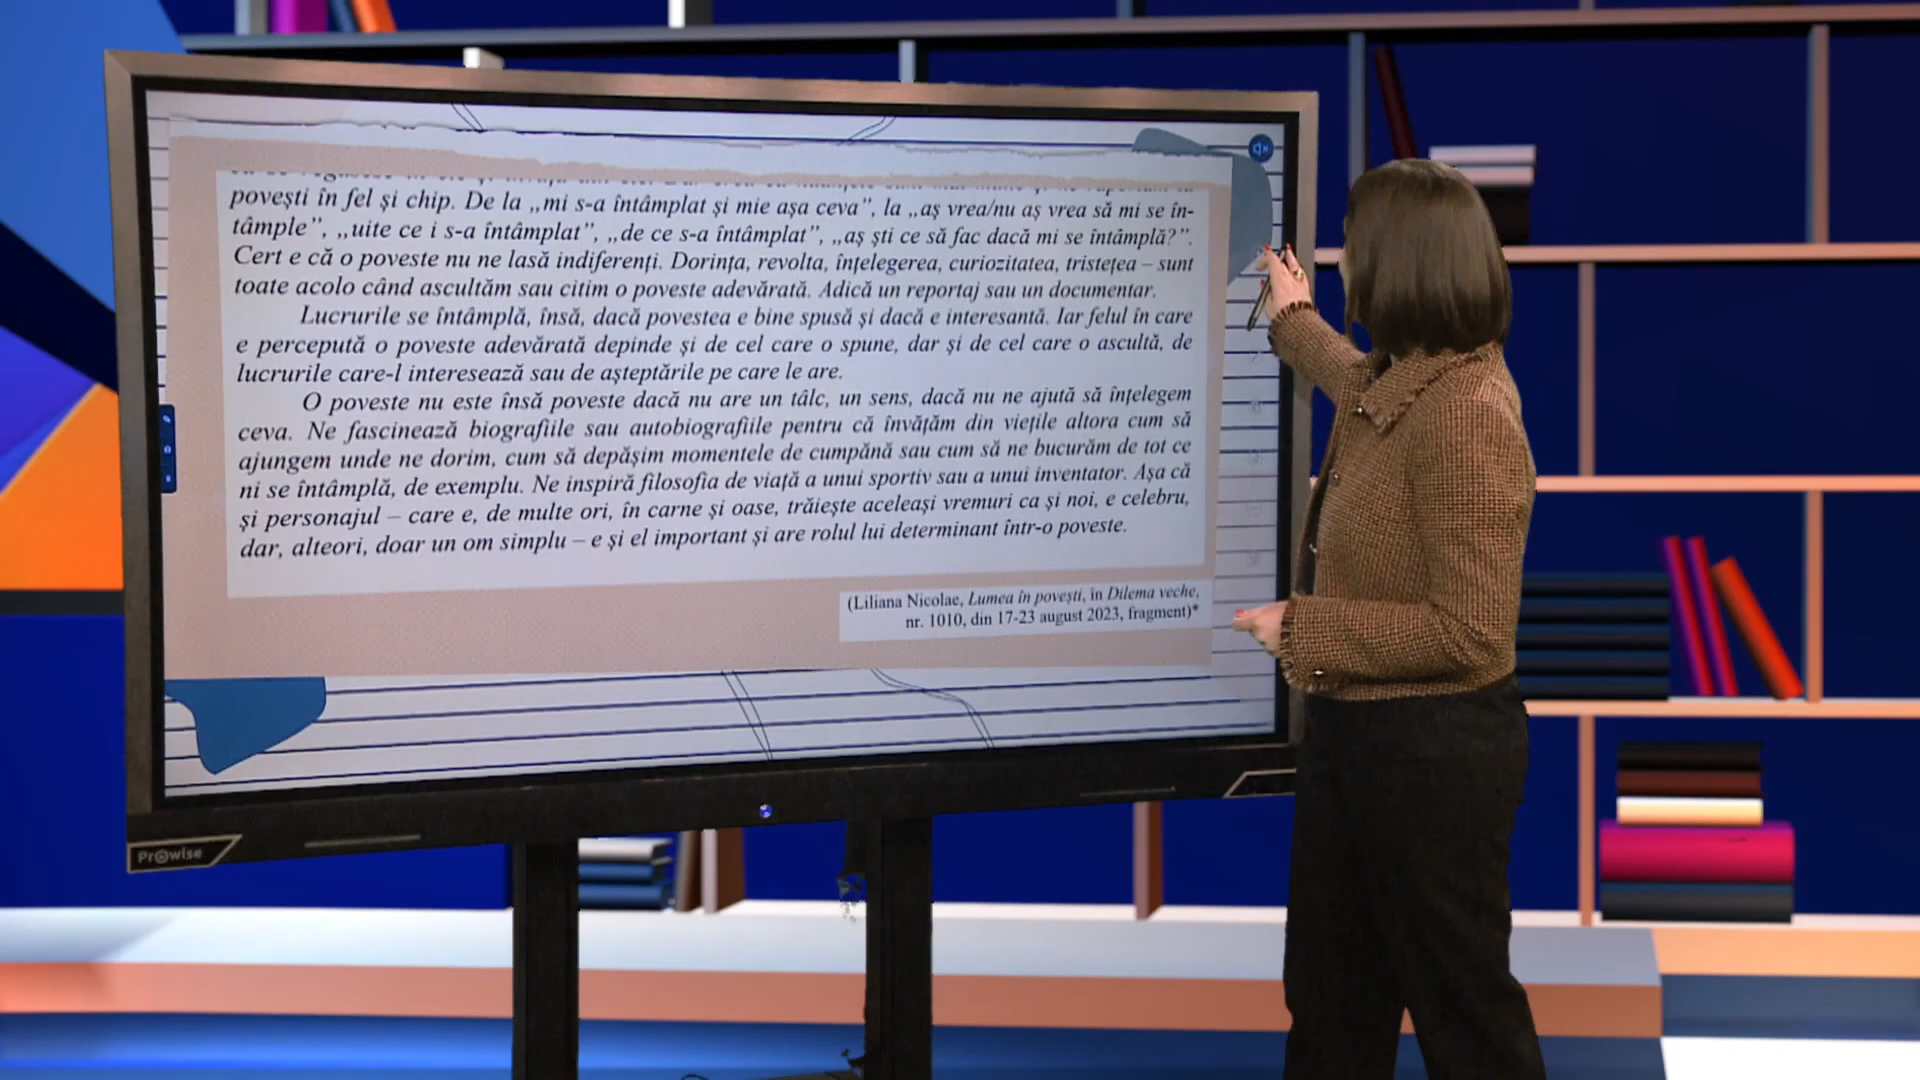 povești în fel și chip. De la „mi s-a întâmplat și mie așa ceva”, la „aș vrea/nu aș vrea să mi se în-
tâmple”, „uite ce i s-a întâmplat”, „de ce s-a întâmplat”, „aș ști ce să fac dacă mi se întâmplă?”.
Cert e că o poveste nu ne lasă indiferenți. Dorința, revolta, înțelegerea, curiozitatea, tristețea – sunt
toate acolo când ascultăm sau citim o poveste adevărată. Adică un reportaj sau un documentar.
Lucrurile se întâmplă, însă, dacă povestea e bine spusă și dacă e interesantă. Iar felul în care
e percepută o poveste adevărată depinde și de cel care o spune, dar și de cel care o ascultă, de
lucrurile care-l interesează sau de așteptările pe care le are.
O poveste nu este însă poveste dacă nu are un tâlc, un sens, dacă nu ne ajută să înțelegem
ceva. Ne fascinează biografiile sau autobiografiile pentru că învățăm din viețile altora cum să
ajungem unde ne dorim, cum să depășim momentele de cumpănă sau cum să ne bucurăm de tot ce
ni se întâmplă, de exemplu. Ne inspiră filosofia de viață a unui sportiv sau a unui inventator. Așa că
și personajul – care e, de multe ori, în carne și oase, trăiește aceleași vremuri ca și noi, e celebru,
dar, alteori, doar un om simplu – e și el important și are rolul lui determinant într-o poveste.
(Liliana Nicolae, Lumea în povești, în Dilema veche,
nr. 1010, din 17-23 august 2023, fragment)*
Prowise